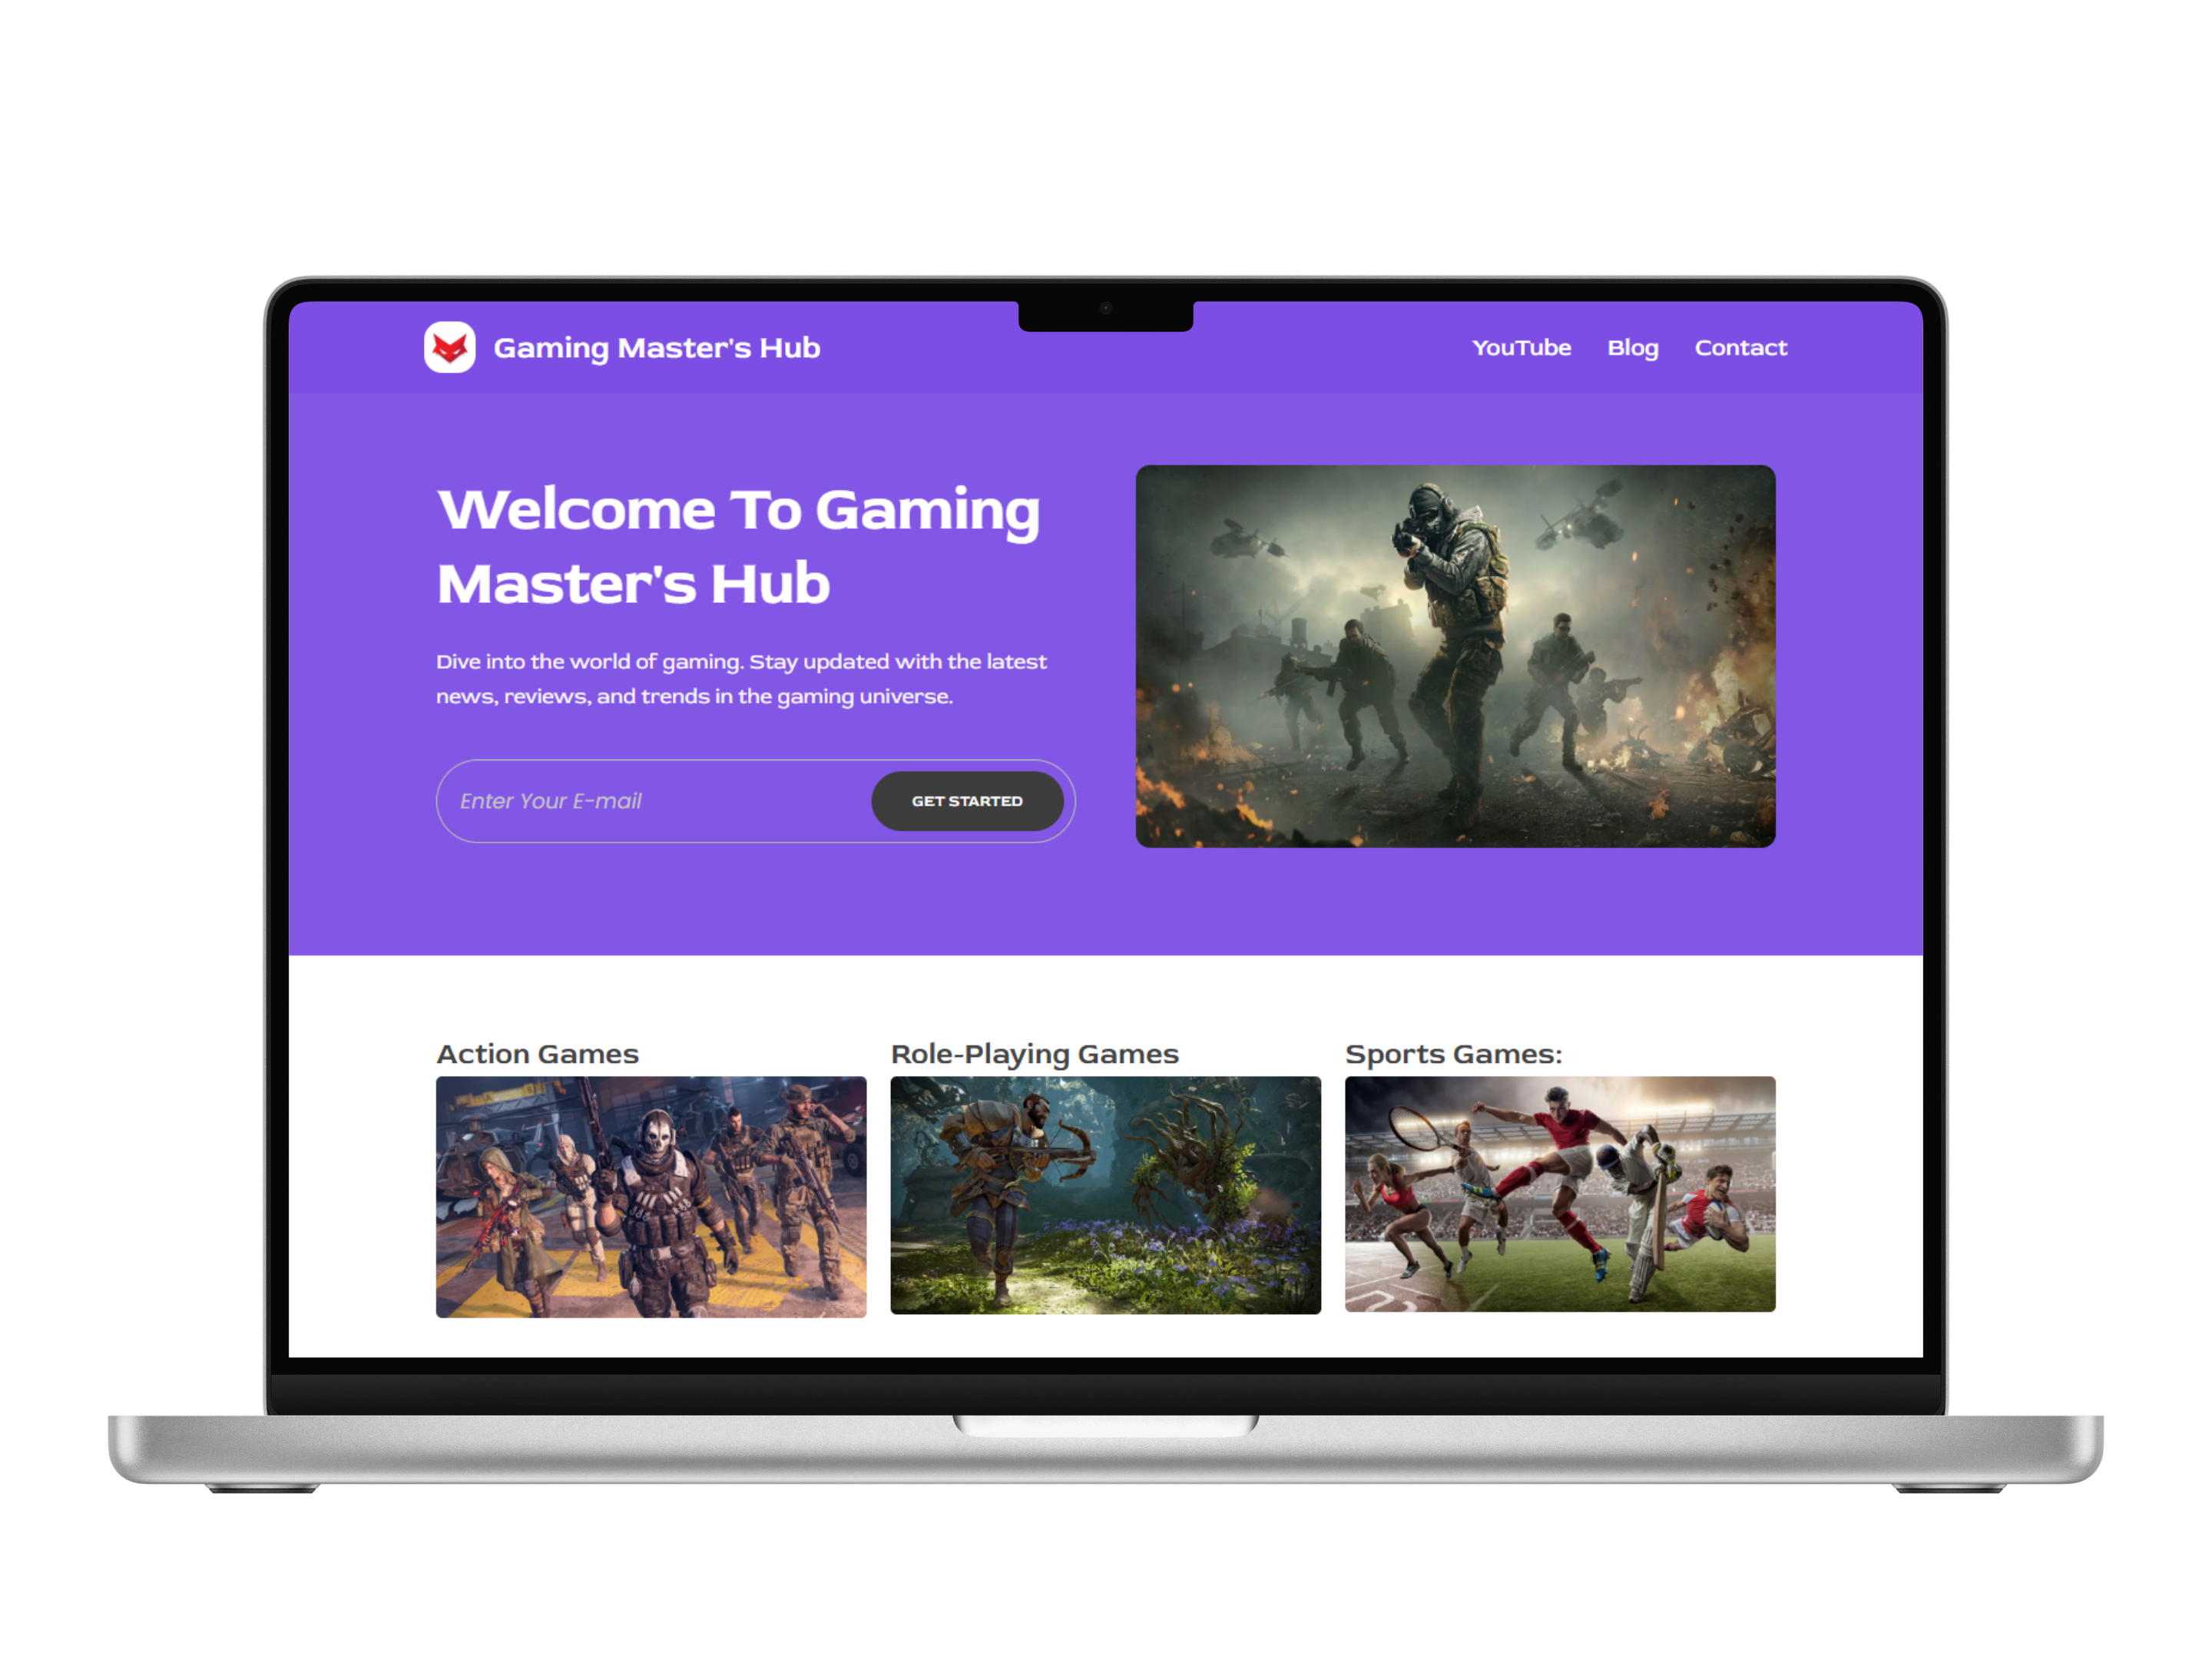 Gaming Master's Hub
YouTube Blog Contact
Welcome To Gaming
Master's Hub
Dive into the world of gaming. Stay updated with the latest
news, reviews, and trends in the gaming universe.
Enter Your E-mail
GET STARTED
Action Games
Role-Playing Games
Sports Games: